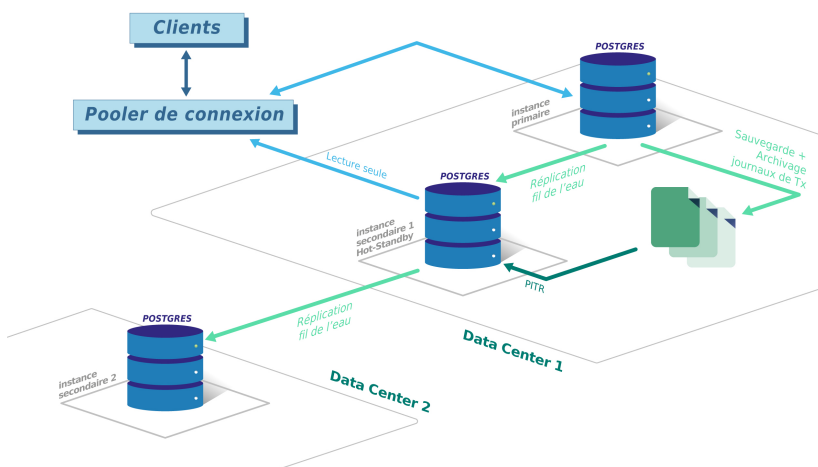 Clients
Pooler de connexion
POSTGRES
instance
primaire
Sauvegarde +
Archivage
journaux de Tx
Lecture seule
POSTGRES
Réplication
fil de l'eau
instance
secondaire 1
Hot-Standby
PITR
Réplication
fil de l'eau
POSTGRES
instance
secondaire 2
Data Center 1
Data Center 2